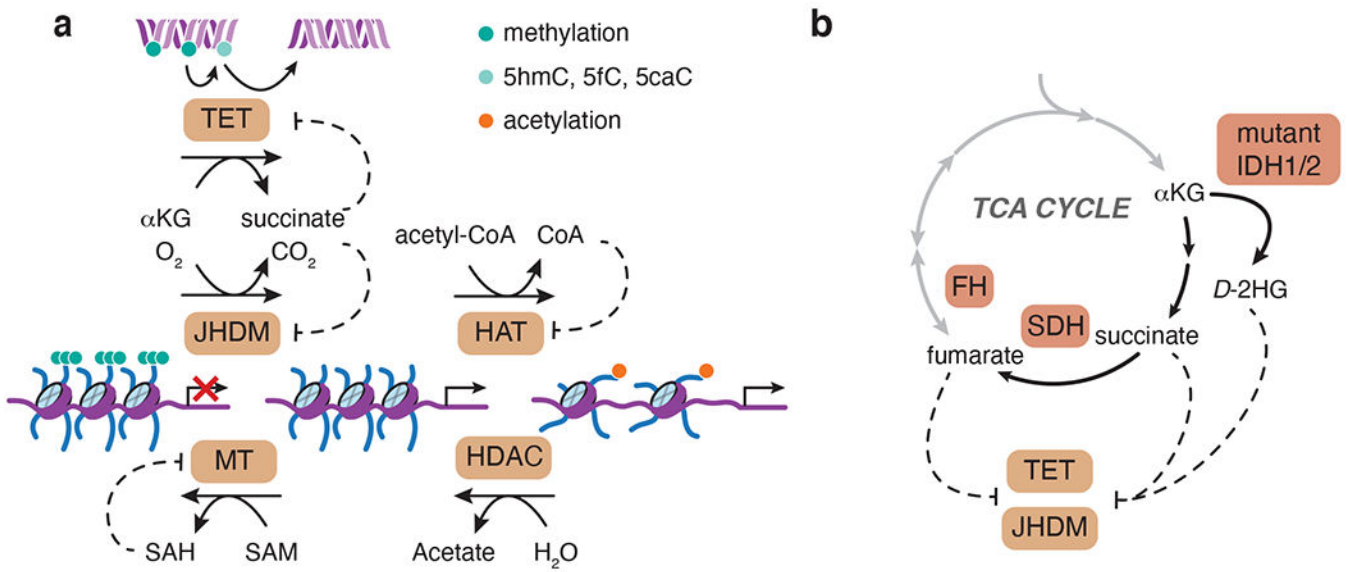 a
methylation
5hmC, 5fC, 5caC
acetylation
TET
αKG
succinate
O₂
CO₂
acetyl-CoA
CoA
JHDM
HAT
MT
HDAC
SAH
SAM
Acetate
H₂O
b
mutant
IDH1/2
TCA CYCLE
αKG
D-2HG
FH
SDH
succinate
fumarate
TET
JHDM